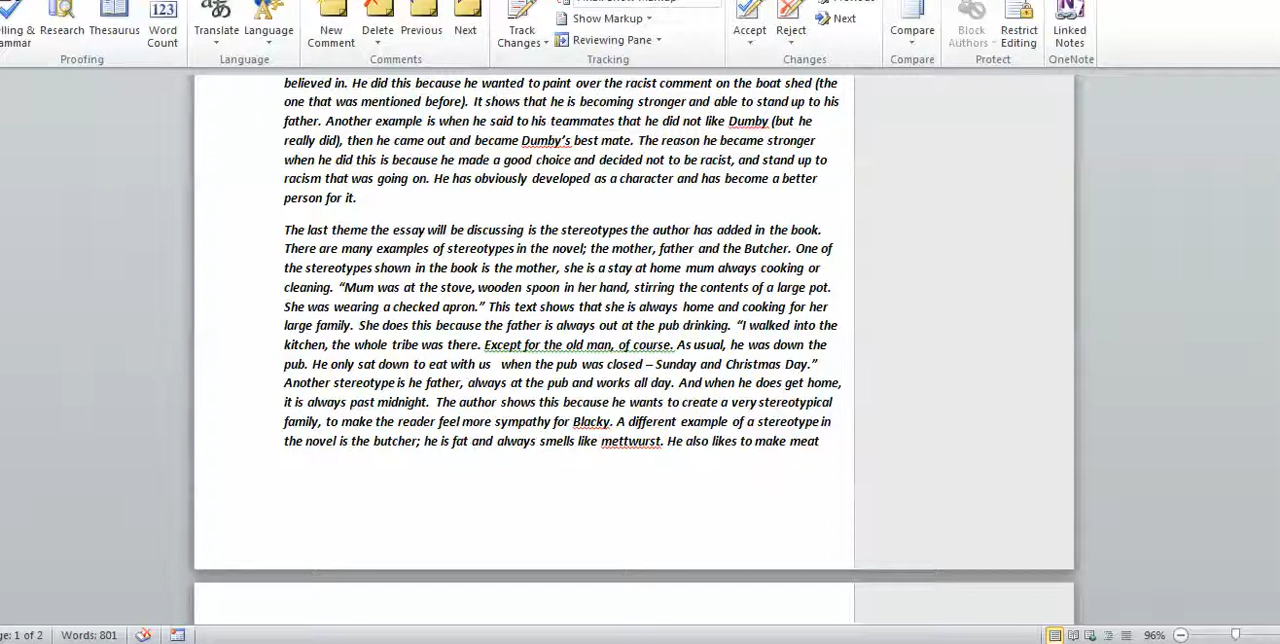 elling &
ammar
Research
Thesaurus
123
Word
Count
Proofing
Translate
Language
Language
New
Comment
Delete
Previous
Next
Comments
Track
Changes
Show Markup
Reviewing Pane
Tracking
Accept
Reject
Next
Changes
Compare
Compare
Block
Authors
Restrict
Editing
Protect
Linked
Notes
OneNote
believed in. He did this because he wanted to paint over the racist comment on the boat shed (the
one that was mentioned before). It shows that he is becoming stronger and able to stand up to his
father. Another example is when he said to his teammates that he did not like Dumby (but he
really did), then he came out and became Dumby’s best mate. The reason he became stronger
when he did this is because he made a good choice and decided not to be racist, and stand up to
racism that was going on. He has obviously developed as a character and has become a better
person for it.
The last theme the essay will be discussing is the stereotypes the author has added in the book.
There are many examples of stereotypes in the novel; the mother, father and the Butcher. One of
the stereotypes shown in the book is the mother, she is a stay at home mum always cooking or
cleaning. “Mum was at the stove, wooden spoon in her hand, stirring the contents of a large pot.
She was wearing a checked apron.” This text shows that she is always home and cooking for her
large family. She does this because the father is always out at the pub drinking. “I walked into the
kitchen, the whole tribe was there. Except for the old man, of course. As usual, he was down the
pub. He only sat down to eat with us when the pub was closed – Sunday and Christmas Day.”
Another stereotype is he father, always at the pub and works all day. And when he does get home,
it is always past midnight. The author shows this because he wants to create a very stereotypical
family, to make the reader feel more sympathy for Blacky. A different example of a stereotype in
the novel is the butcher; he is fat and always smells like mettwurst. He also likes to make meat
ge: 1 of 2
Words: 801
96%